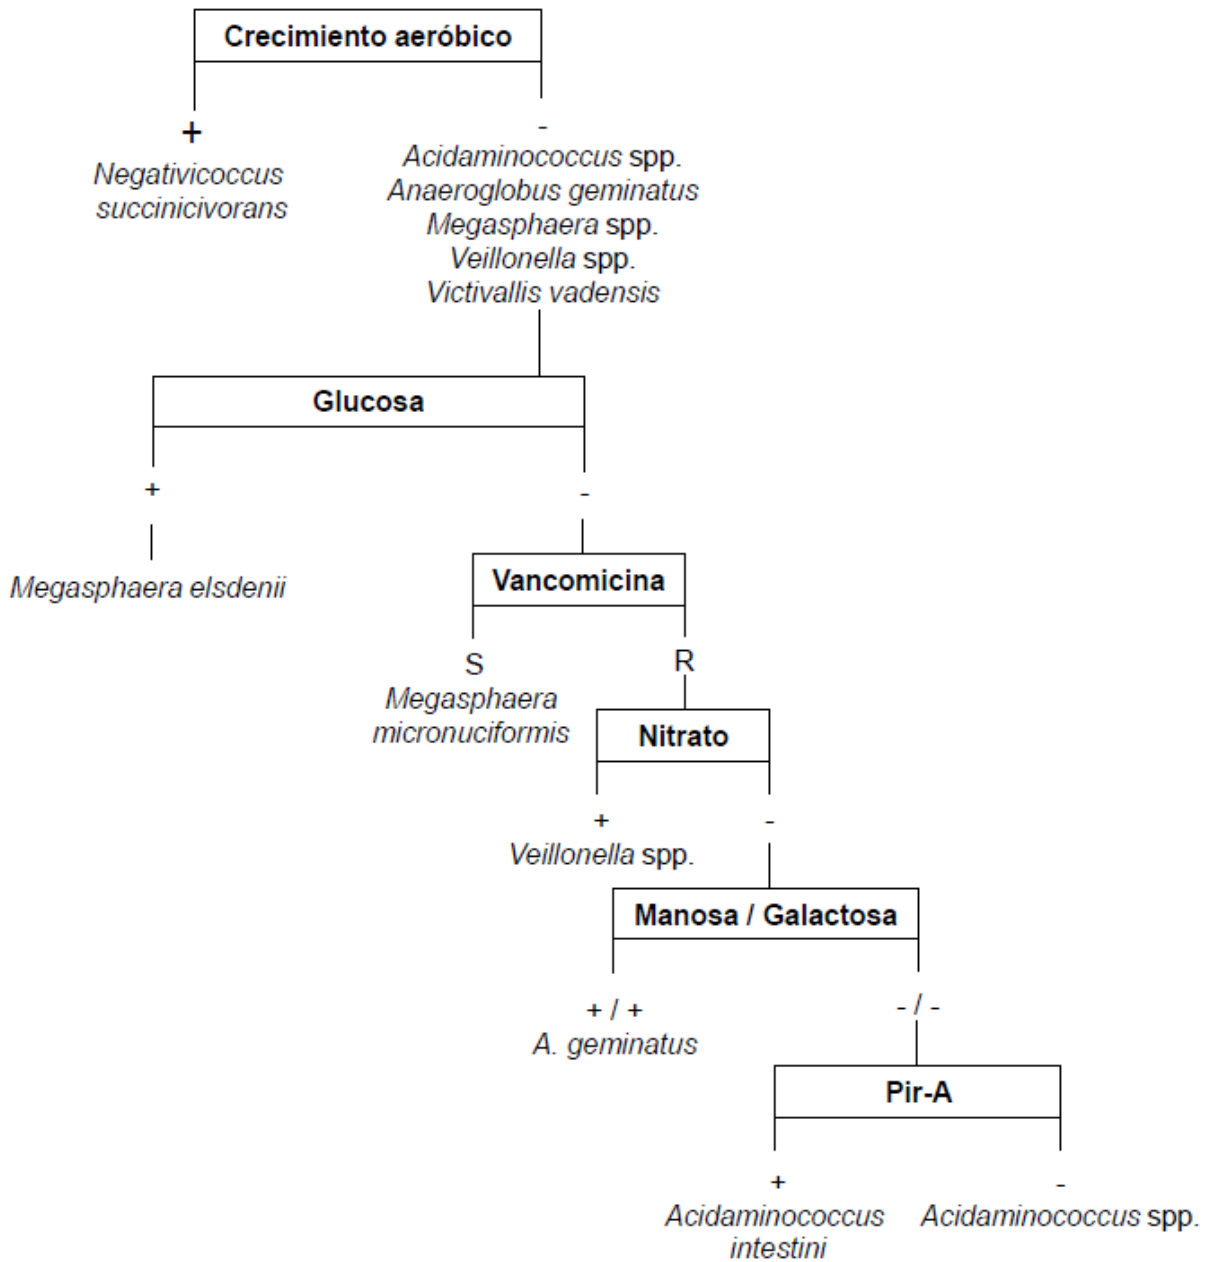 Crecimiento aeróbico
+
-
Negativicoccus
succinicivorans
Acidaminococcus spp.
Anaeroglobus geminatus
Megasphaera spp.
Veillonella spp.
Victivallis vadensis
Glucosa
+
-
Megasphaera elsdenii
Vancomicina
S
R
Megasphaera
micronuciformis
Nitrato
+
-
Veillonella spp.
Manosa / Galactosa
+ / +
- / -
A. geminatus
Pir-A
+
-
Acidaminococcus
intestini
Acidaminococcus spp.